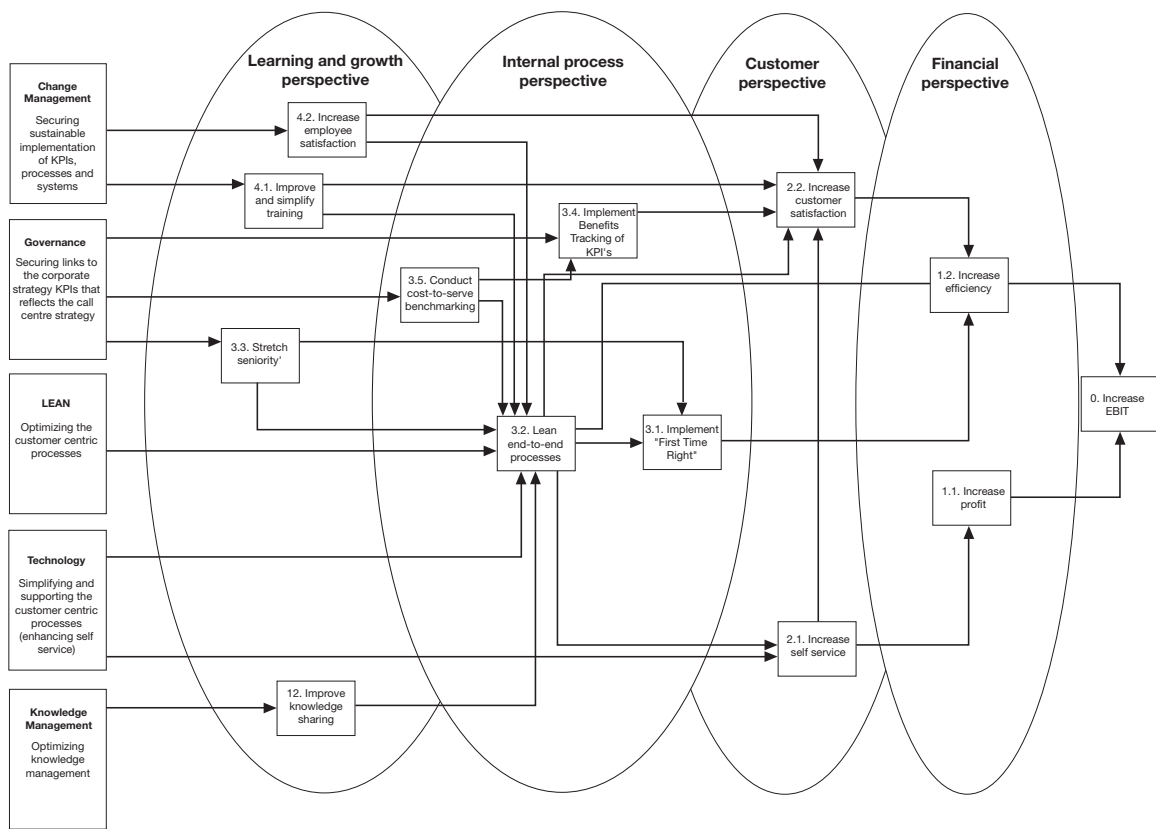 Learning and growth
perspective
Internal process
perspective
Customer
perspective
Financial
perspective
Change
Management
Securing
sustainable
implementation
of KPIs,
processes and
systems
Governance
Securing links to
the corporate
strategy KPIs that
reflects the call
centre strategy
LEAN
Optimizing the
customer centric
processes
Technology
Simplifying and
supporting the
customer centric
processes
(enhancing self
service)
Knowledge
Management
Optimizing
knowledge
management
4.2. Increase
employee
satisfaction
4.1. Improve
and simplify
training
3.3. Stretch
seniority'
12. Improve
knowledge
sharing
3.5. Conduct
cost-to-serve
benchmarking
3.4. Implement
Benefits
Tracking of
KPI's
3.2. Lean
end-to-end
processes
3.1. Implement
"First Time
Right"
2.2. Increase
customer
satisfaction
2.1. Increase
self service
1.2. Increase
efficiency
1.1. Increase
profit
0. Increase
EBIT